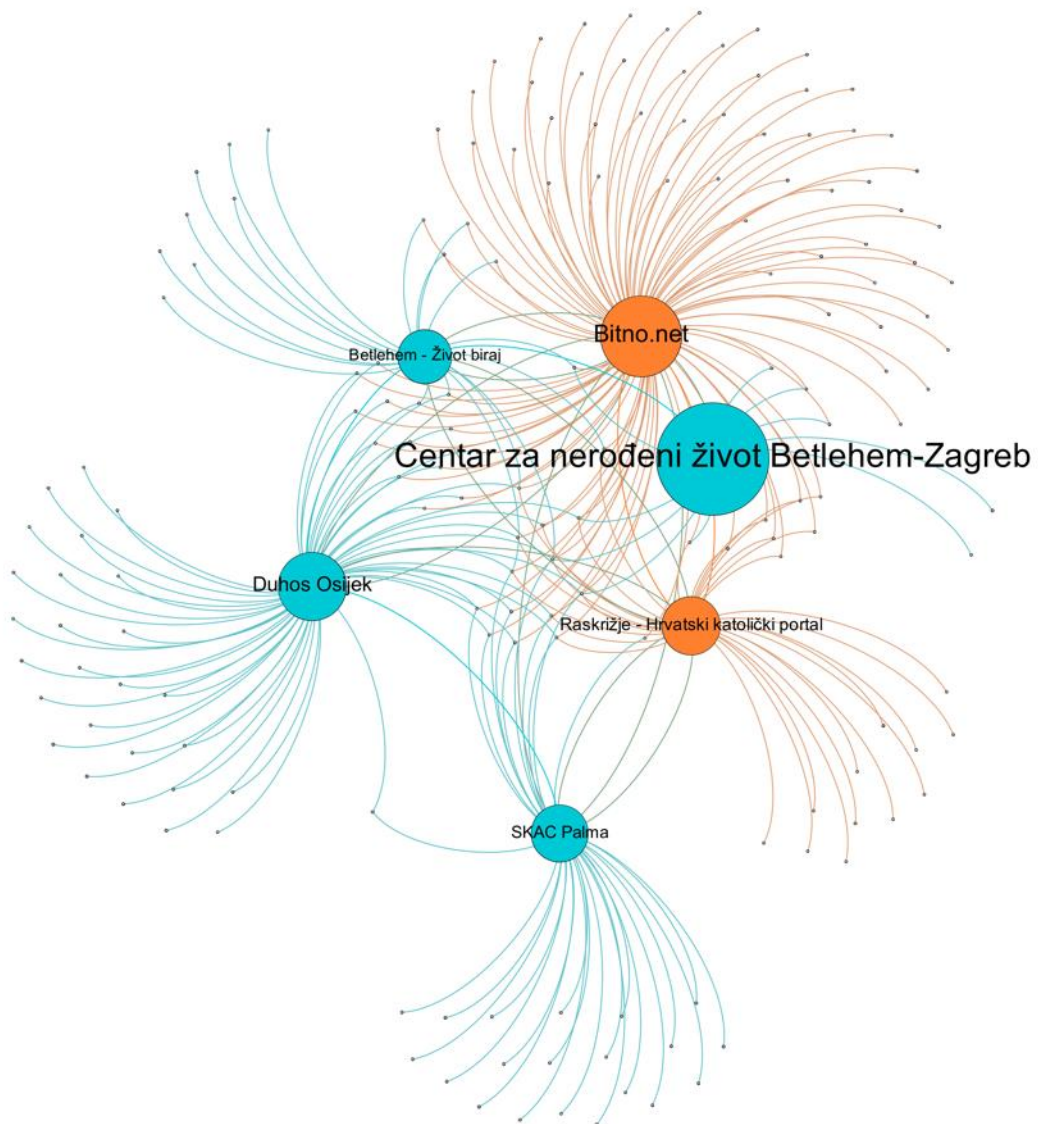 Bitno.net
Betlehem - Život biraj
Centar za nerođeni život Betlehem-Zagreb
Duhos Osijek
Raskrižje - Hrvatski katolički portal
SKAC Palma